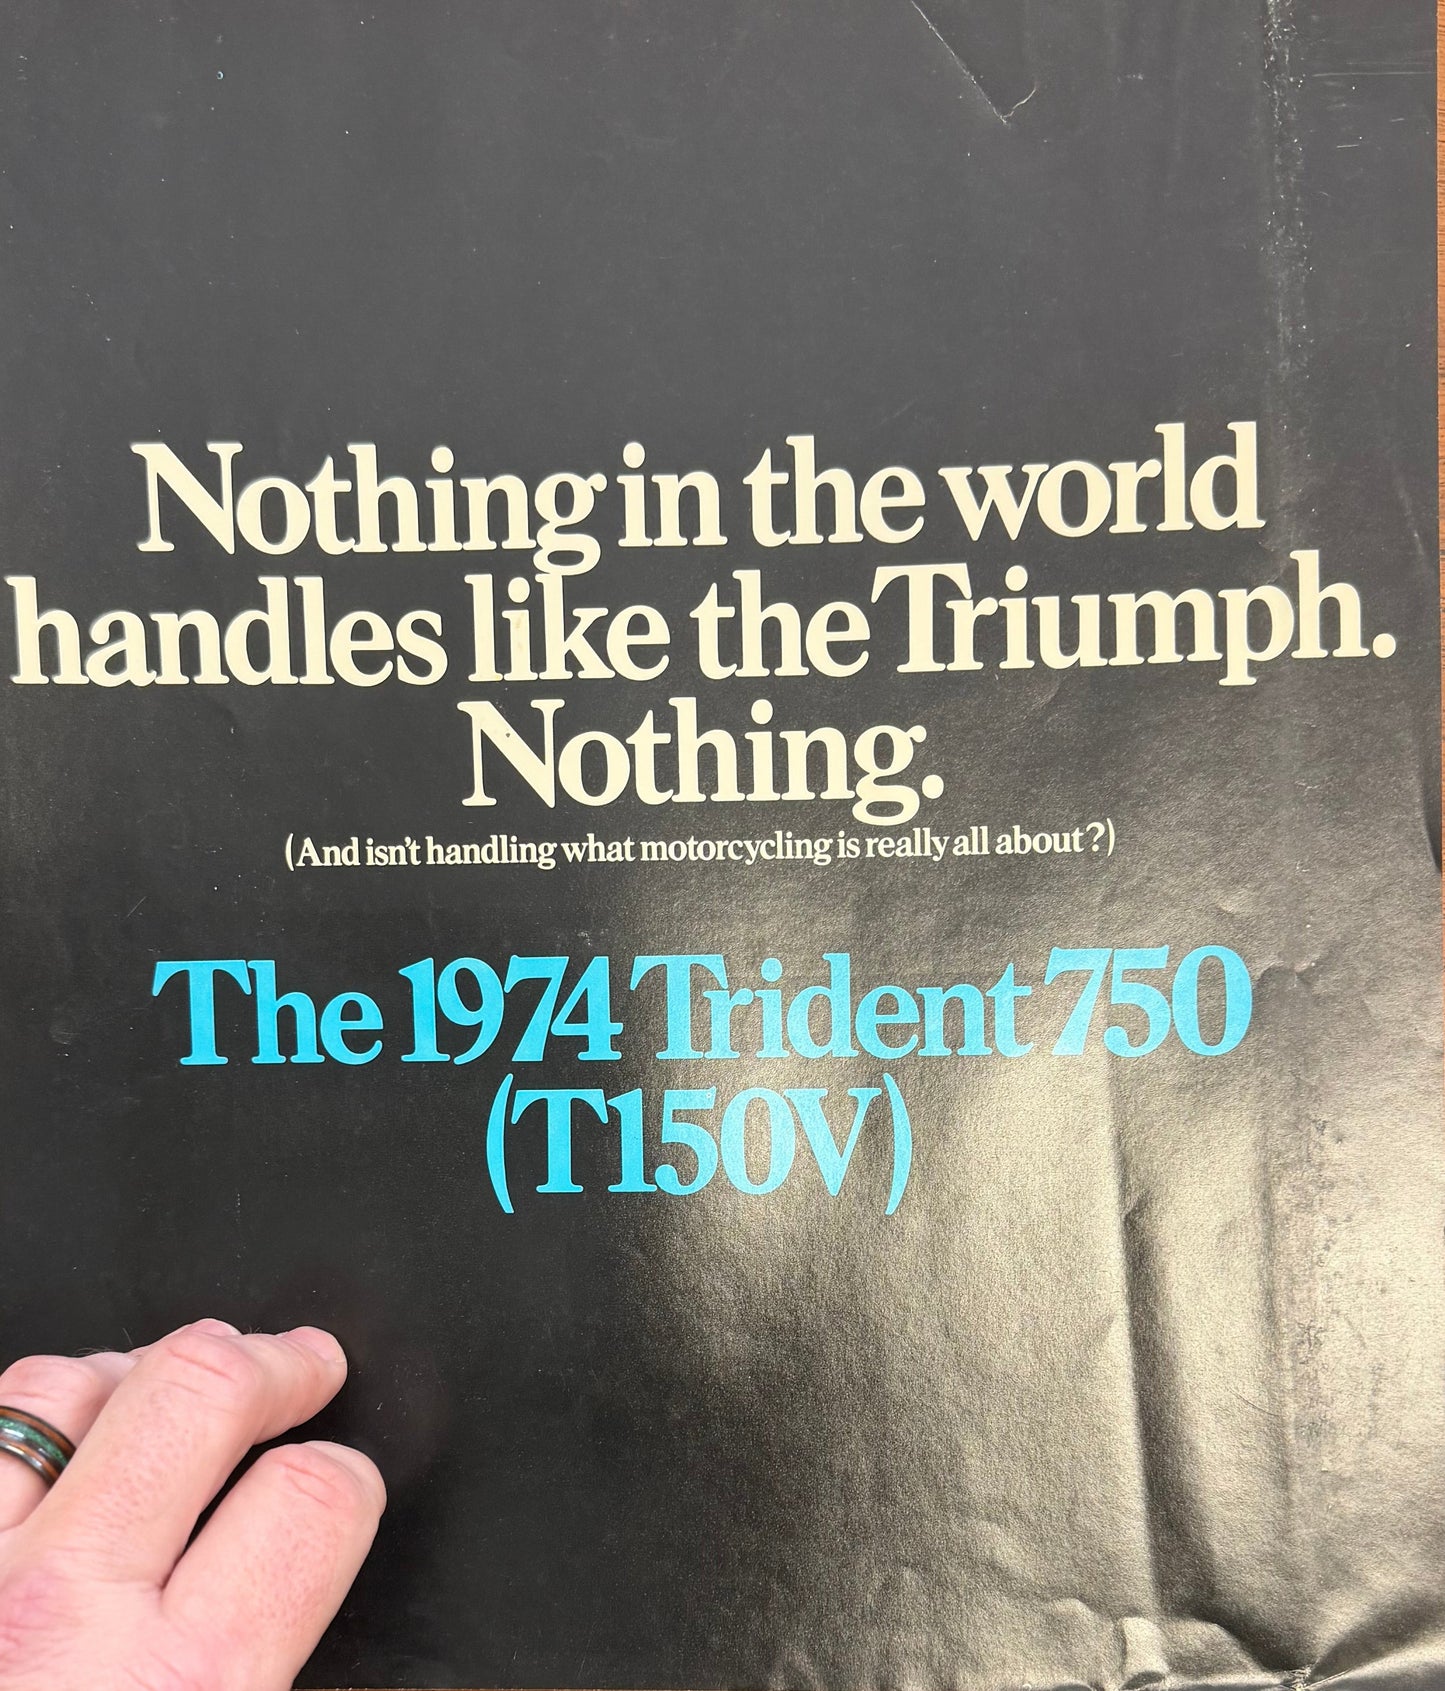 Nothing in the world
handles like the Triumph.
Nothing.
(And isn't handling what motorcycling is really all about?)
The 1974 Trident 750
(T150V)